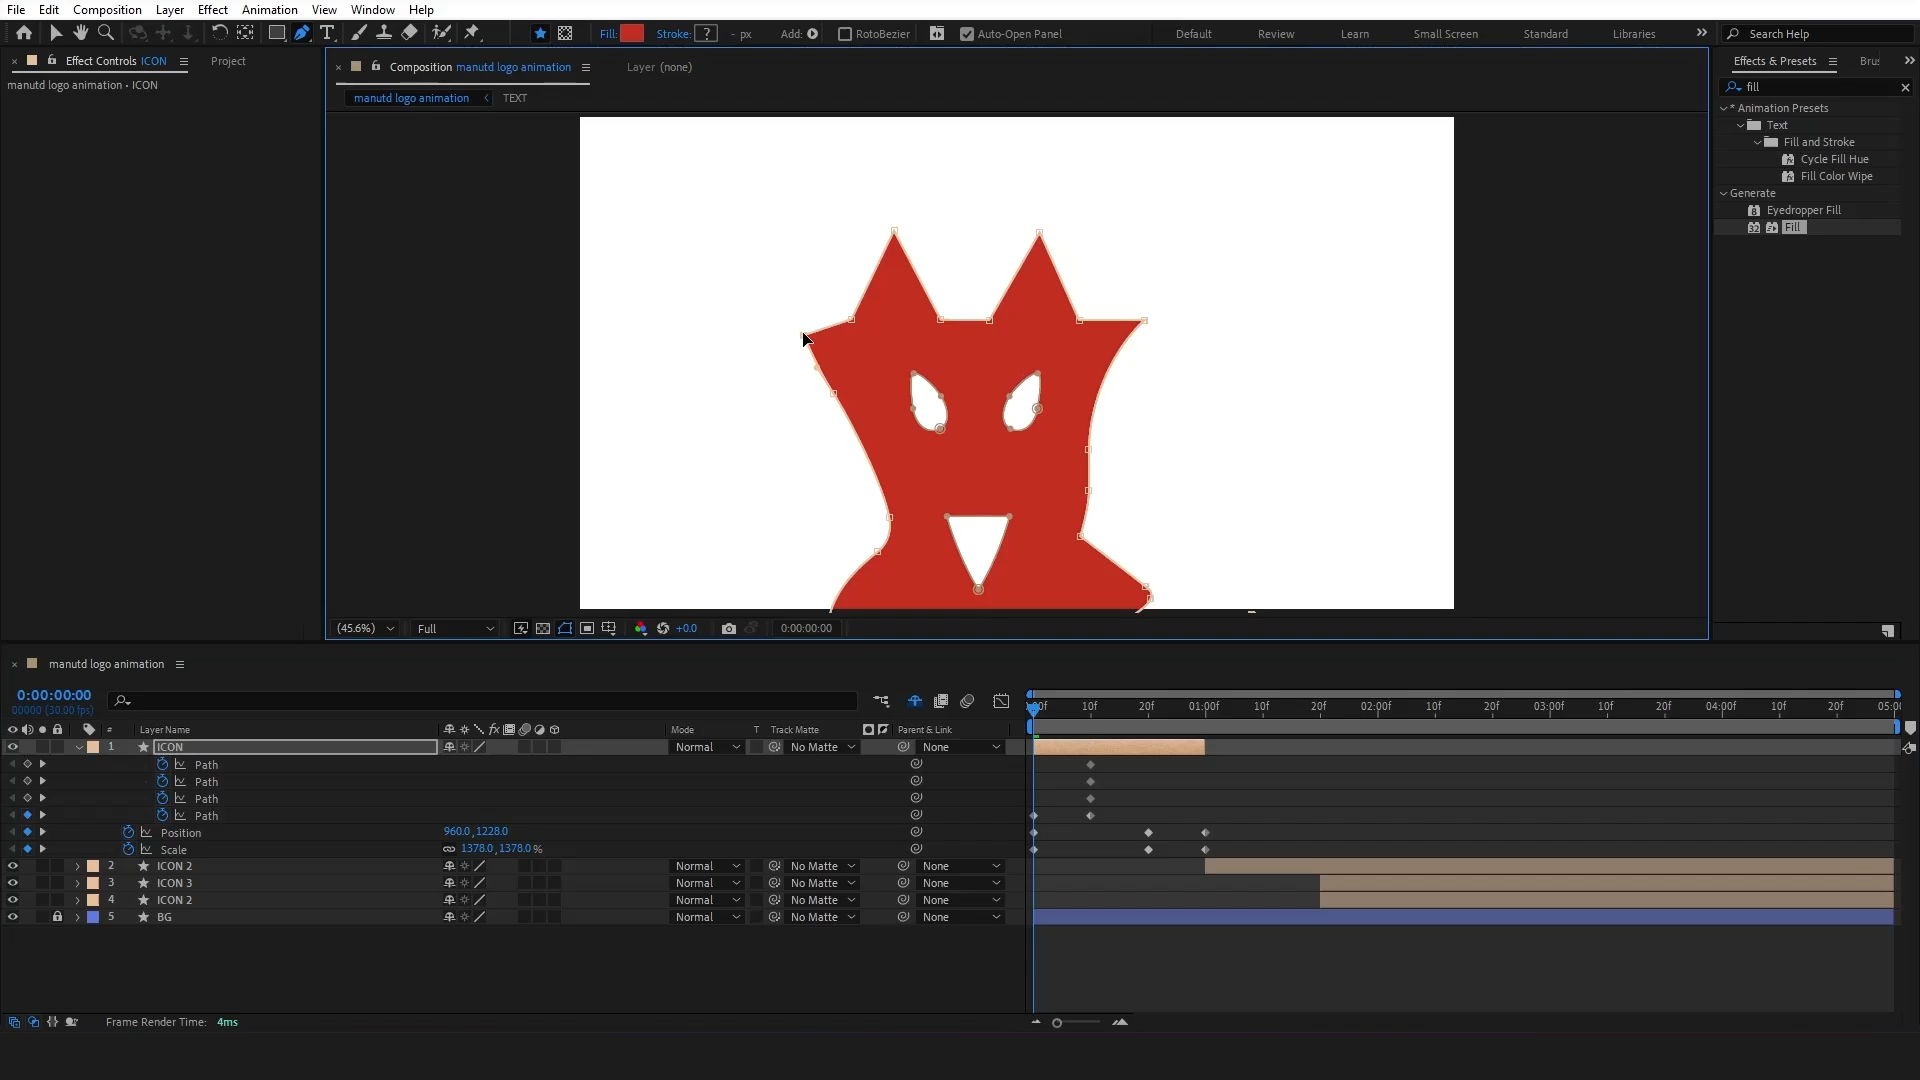 File Edit Composition Layer Effect Animation View Window Help
Fill: Stroke: ? - px Add: RotoBezier Auto-Open Panel Default Review Learn Small Screen Standard Libraries Search Help
Effect Controls ICON Project
manutd logo animation • ICON
Composition manutd logo animation Layer (none)
manutd logo animation TEXT
Effects & Presets Bru
fill
* Animation Presets
Text
Fill and Stroke
Cycle Fill Hue
Fill Color Wipe
Generate
Eyedropper Fill
Fill
(45.6%) Full +0.0 0:00:00:00
manutd logo animation
0:00:00:00
00000 (30.00 fps)
:00f 10f 20f 01:00f 10f 20f 02:00f 10f 20f 03:00f 10f 20f 04:00f 10f 20f 05:00
# Layer Name Mode T Track Matte Parent & Link
1 ICON Normal No Matte None
Path
Path
Path
Path
Position 960.0,1228.0
Scale 1378.0,1378.0%
2 ICON 2 Normal No Matte None
3 ICON 3 Normal No Matte None
4 ICON 2 Normal No Matte None
5 BG Normal No Matte None
Frame Render Time: 4ms